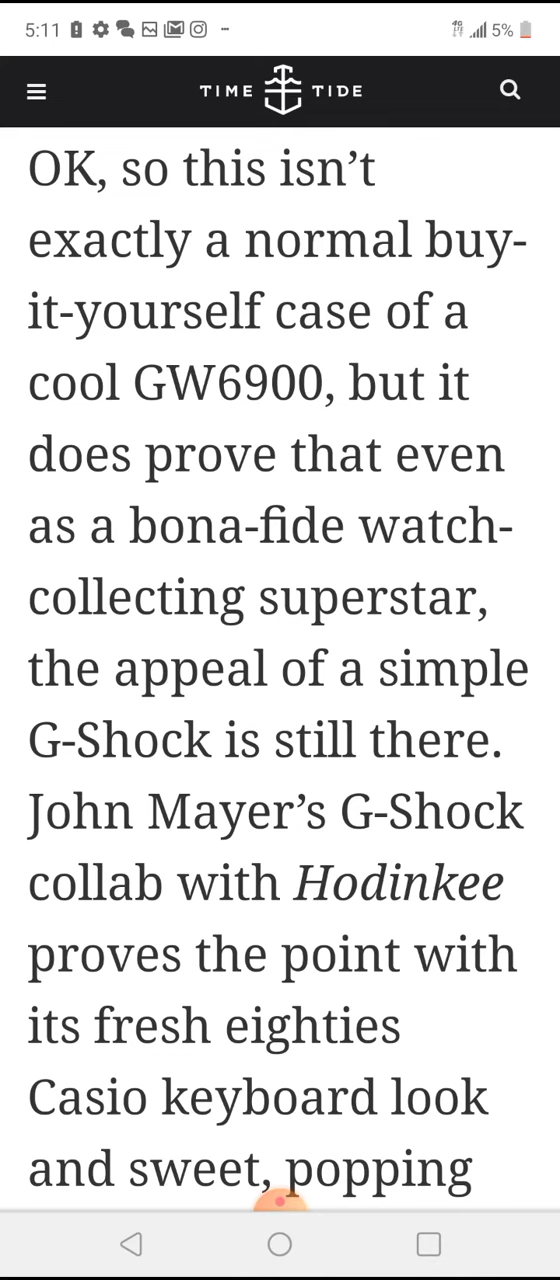 5:11 5%
TIME TIDE
OK, so this isn’t
exactly a normal buy-
it-yourself case of a
cool GW6900, but it
does prove that even
as a bona-fide watch-
collecting superstar,
the appeal of a simple
G-Shock is still there.
John Mayer’s G-Shock
collab with Hodinkee
proves the point with
its fresh eighties
Casio keyboard look
and sweet, popping